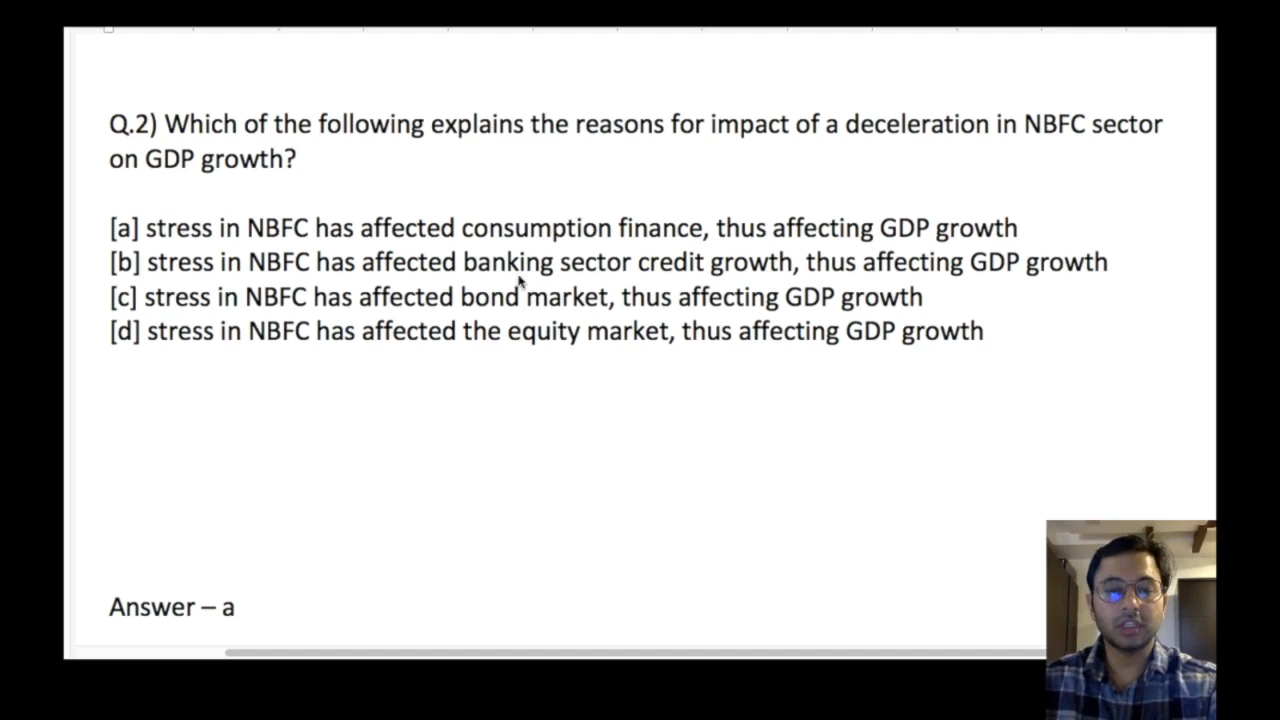 Q.2) Which of the following explains the reasons for impact of a deceleration in NBFC sector
on GDP growth?
[a] stress in NBFC has affected consumption finance, thus affecting GDP growth
[b] stress in NBFC has affected banking sector credit growth, thus affecting GDP growth
[c] stress in NBFC has affected bond market, thus affecting GDP growth
[d] stress in NBFC has affected the equity market, thus affecting GDP growth
Answer – a